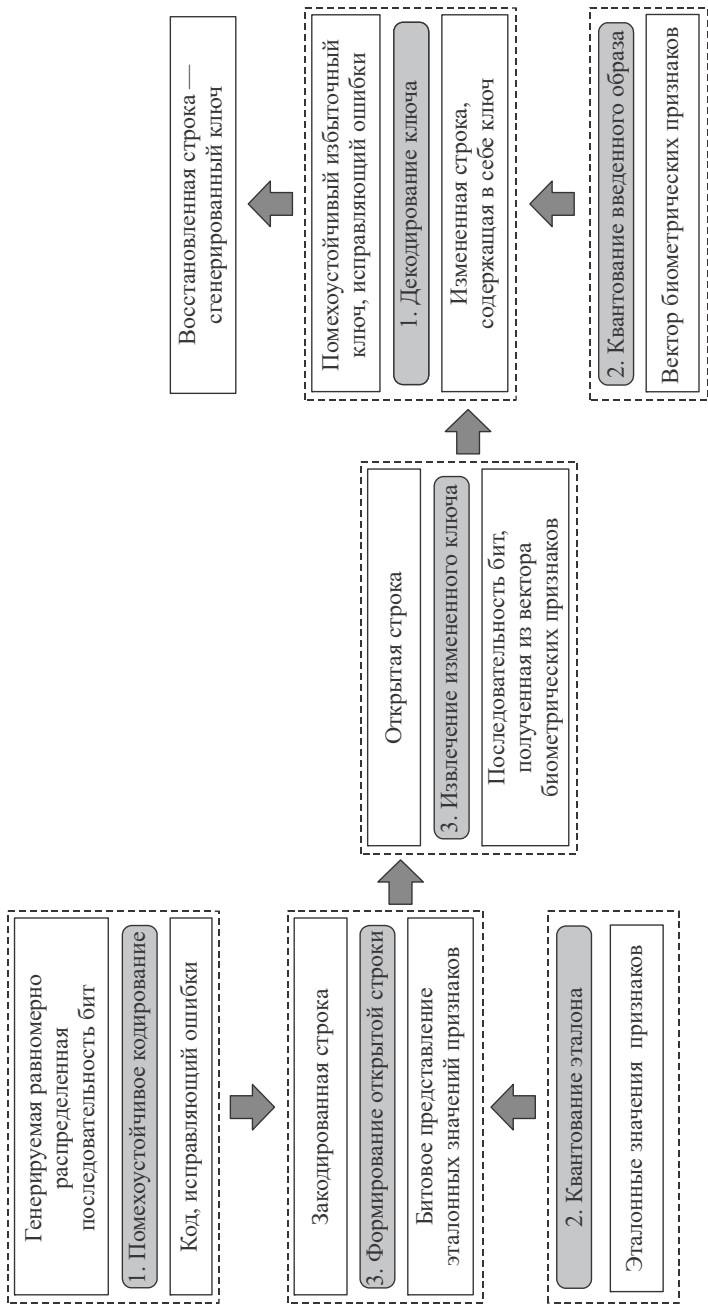 Генерируемая равномерно
распределенная
последовательность бит
1. Помехоустойчивое кодирование
Код, исправляющий ошибки
Закодированная строка
3. Формирование открытой строки
Битовое представление
эталонных значений признаков
2. Квантование эталона
Эталонные значения признаков
Открытая строка
3. Извлечение измененного ключа
Последовательность бит,
полученная из вектора
биометрических признаков
Восстановленная строка —
сгенерированный ключ
Помехоустойчивый избыточный
ключ, исправляющий ошибки
1. Декодирование ключа
Измененная строка,
содержащая в себе ключ
2. Квантование введенного образа
Вектор биометрических признаков